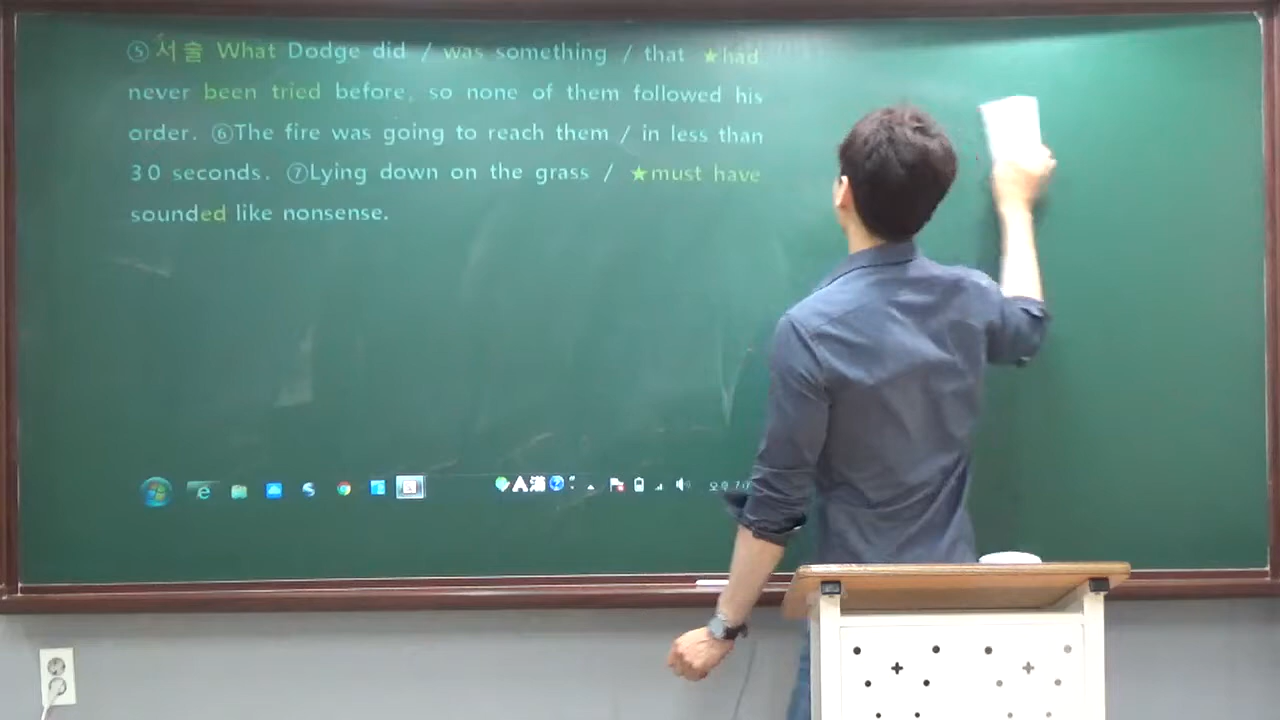 ⑤서술 What Dodge did / was something / that ★had
never been tried before, so none of them followed his
order. ⑥The fire was going to reach them / in less than
30 seconds. ⑦Lying down on the grass / ★must have
sounded like nonsense.
A漢